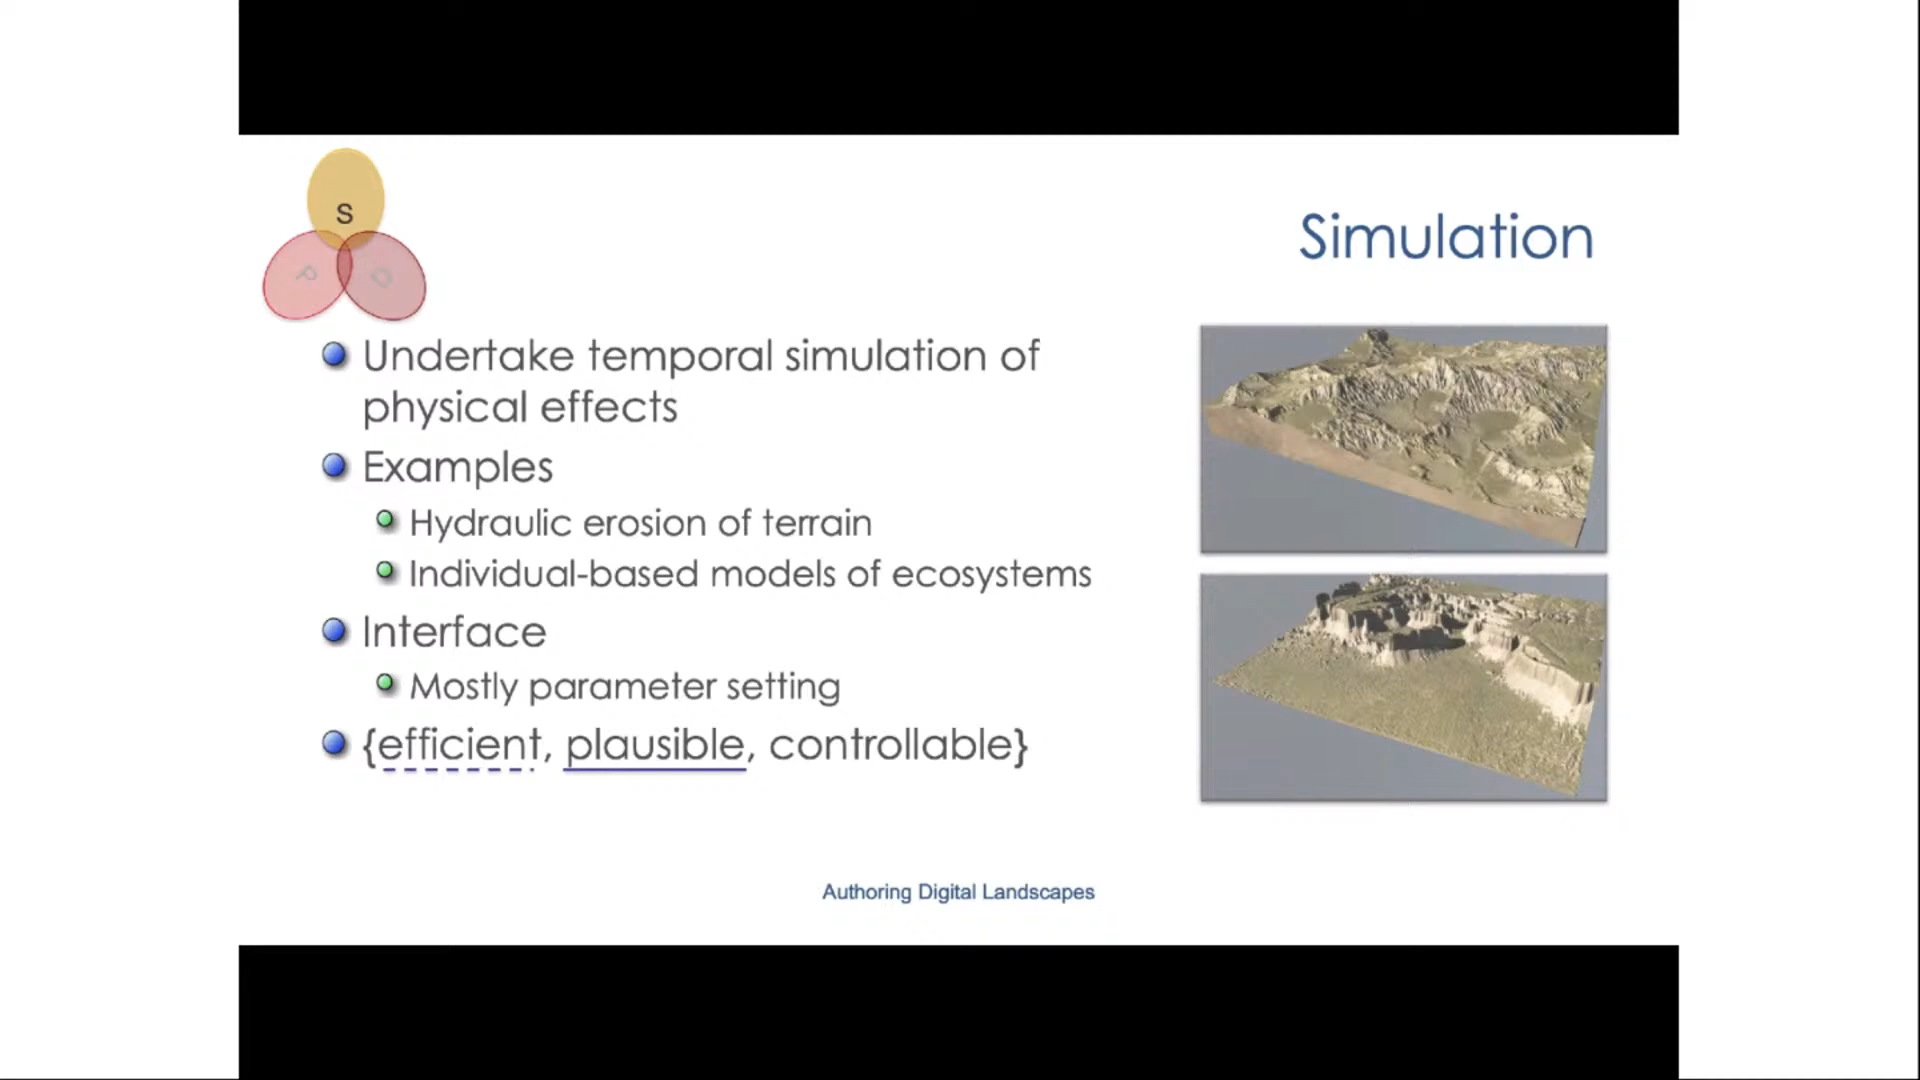 S
P
D
Simulation
Undertake temporal simulation of
physical effects
Examples
Hydraulic erosion of terrain
Individual-based models of ecosystems
Interface
Mostly parameter setting
{efficient, plausible, controllable}
Authoring Digital Landscapes